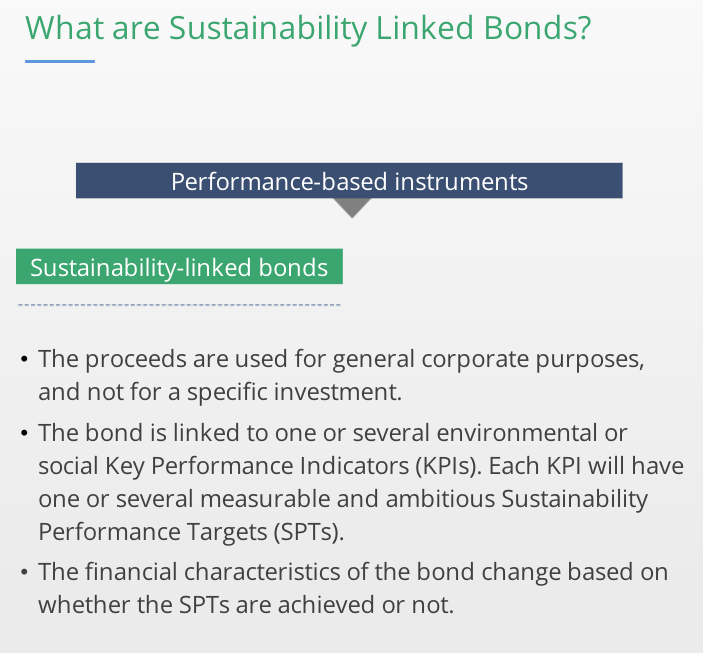 What are Sustainability Linked Bonds?
Performance-based instruments
Sustainability-linked bonds
• The proceeds are used for general corporate purposes,
and not for a specific investment.
• The bond is linked to one or several environmental or
social Key Performance Indicators (KPIs). Each KPI will have
one or several measurable and ambitious Sustainability
Performance Targets (SPTs).
• The financial characteristics of the bond change based on
whether the SPTs are achieved or not.